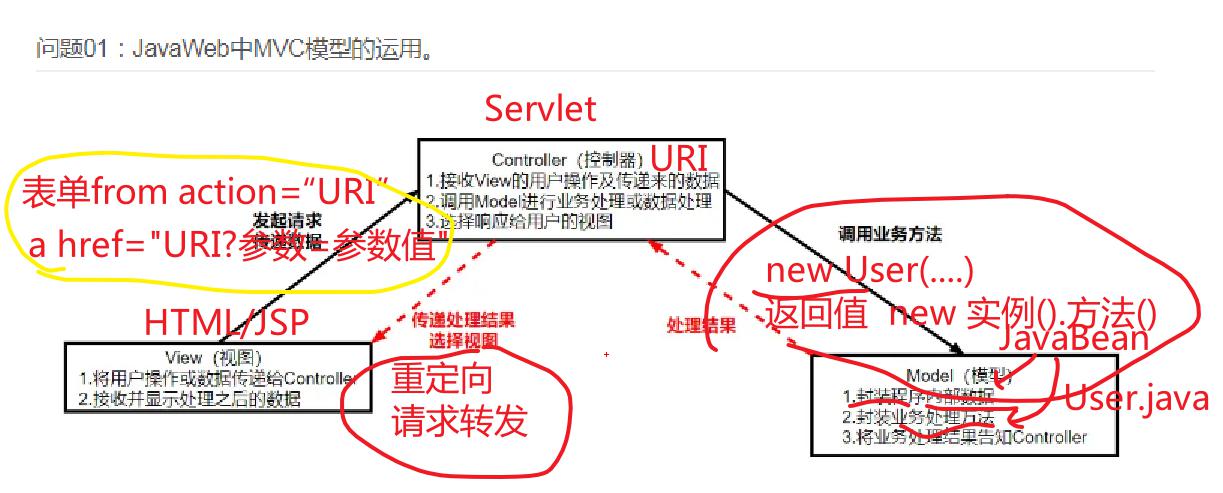 问题01：JavaWeb中MVC模型的运用。
Servlet
Controller（控制器）
URI
1.接收View的用户操作及传递来的数据
2.调用Model进行业务处理或数据处理
3.选择响应给用户的视图
表单from action=“URI”
发起请求
传递数据
a href="URI?参数=参数值"
调用业务方法
new User(....)
返回值 new 实例().方法()
JavaBean
HTML/JSP
传递处理结果
选择视图
处理结果
View（视图）
1.将用户操作或数据传递给Controller
2.接收并显示处理之后的数据
重定向
请求转发
Model（模型）
1.封装程序内部数据
2.封装业务处理方法
3.将业务处理结果告知Controller
User.java